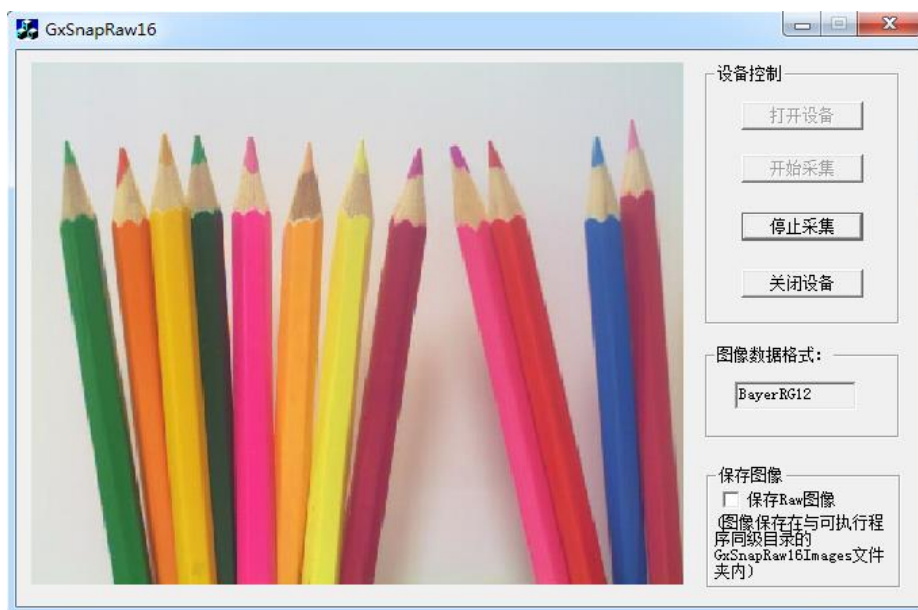 GxSnapRaw16
设备控制
打开设备
开始采集
停止采集
关闭设备
图像数据格式:
BayerRG12
保存图像
保存Raw图像
(图像保存在与可执行程
序同级目录的
GxSnapRaw16Images文件
夹内)